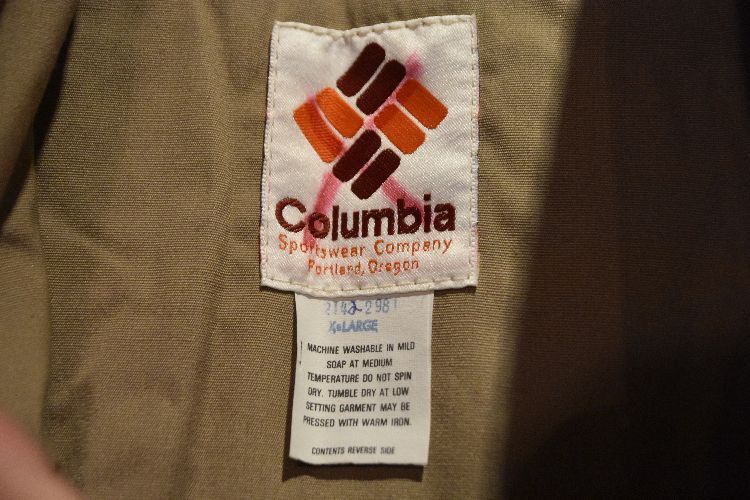 Columbia
Sportswear Company
Portland, Oregon
X-LARGE
MACHINE WASHABLE IN MILD
SOAP AT MEDIUM
TEMPERATURE DO NOT SPIN
DRY. TUMBLE DRY AT LOW
SETTING GARMENT MAY BE
PRESSED WITH WARM IRON.
CONTENTS REVERSE SIDE